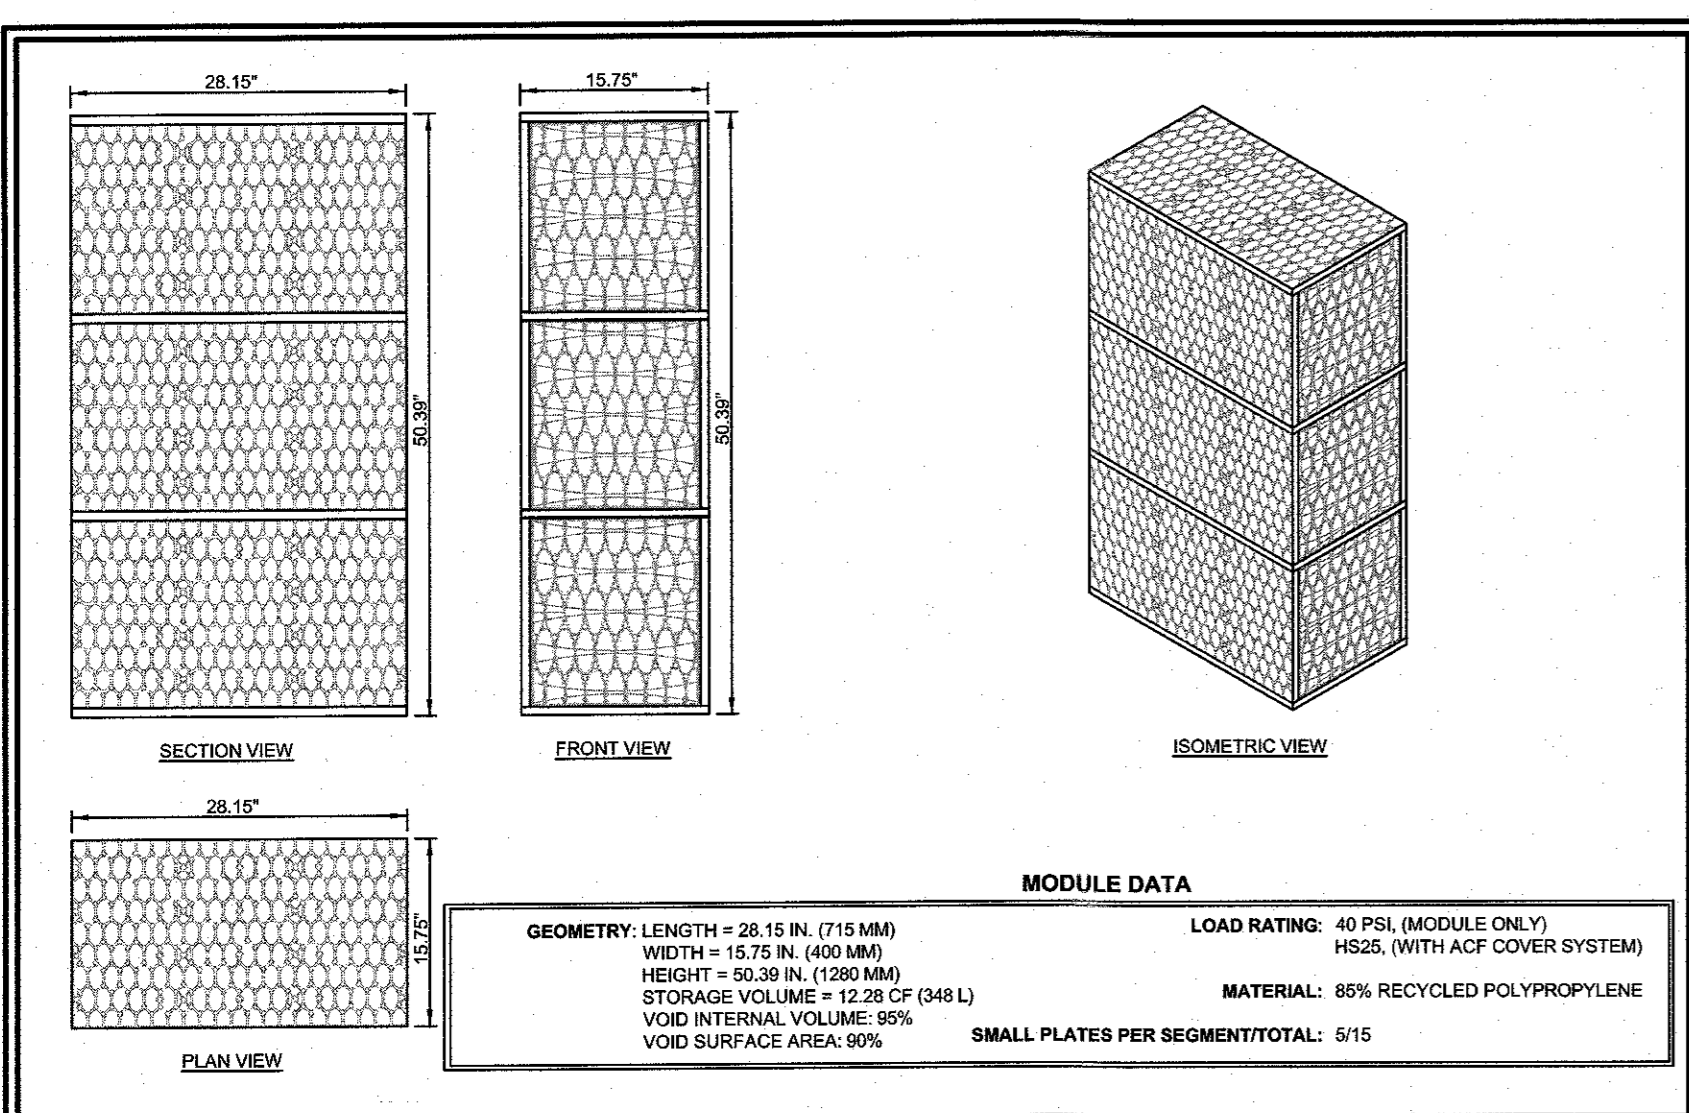 28.15"
15.75"
50.39"
50.39"
SECTION VIEW
FRONT VIEW
ISOMETRIC VIEW
28.15"
15.75"
PLAN VIEW
MODULE DATA
GEOMETRY: LENGTH = 28.15 IN. (715 MM)
WIDTH = 15.75 IN. (400 MM)
HEIGHT = 50.39 IN. (1280 MM)
STORAGE VOLUME = 12.28 CF (348 L)
VOID INTERNAL VOLUME: 95%
VOID SURFACE AREA: 90%
LOAD RATING: 40 PSI, (MODULE ONLY)
HS25, (WITH ACF COVER SYSTEM)
MATERIAL: 85% RECYCLED POLYPROPYLENE
SMALL PLATES PER SEGMENT/TOTAL: 5/15